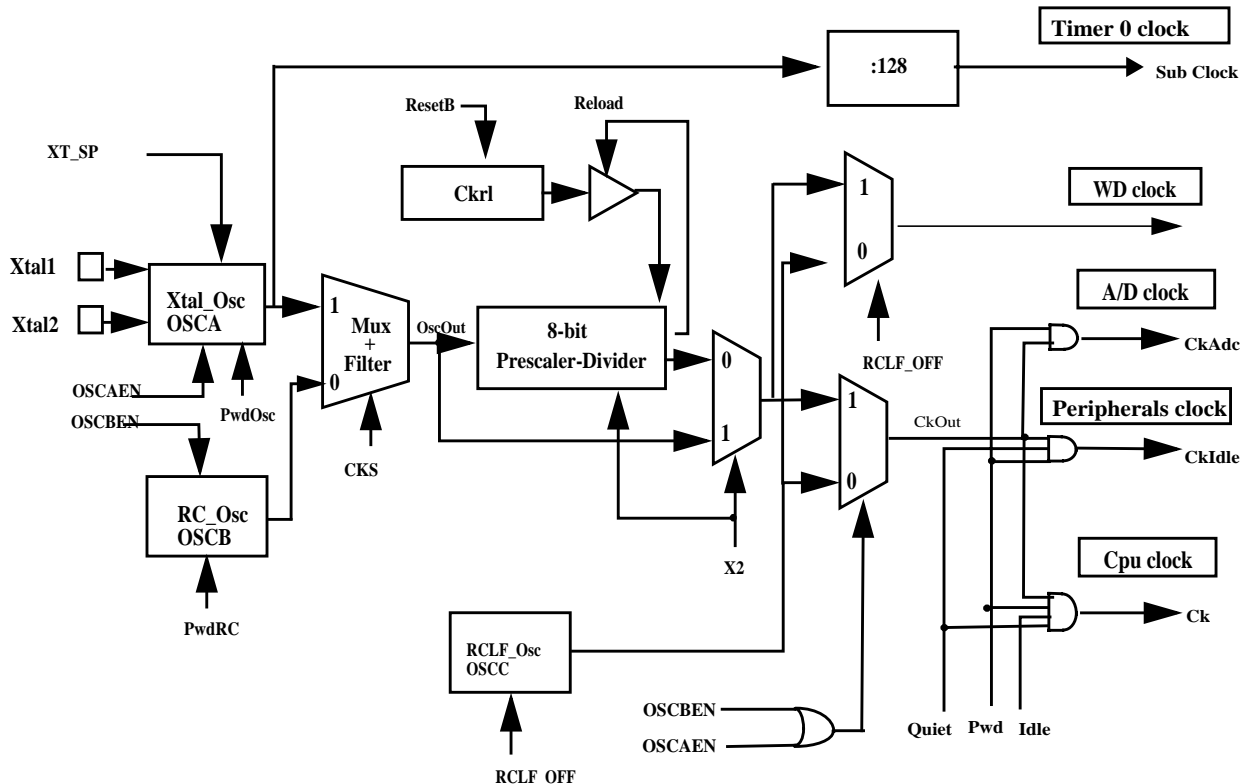 Timer 0 clock
:128
Sub Clock
ResetB
Reload
XT_SP
Ckrl
1
0
WD clock
Xtal1
Xtal2
Xtal_Osc
OSCA
1
Mux
+
Filter
0
OscOut
8-bit
Prescaler-Divider
0
1
A/D clock
CkAdc
RCLF_OFF
OSCAEN
OSCBEN
PwdOsc
CKS
1
0
CkOut
Peripherals clock
CkIdle
RC_Osc
OSCB
X2
Cpu clock
Ck
PwdRC
RCLF_Osc
OSCC
OSCBEN
OSCAEN
Quiet
Pwd
Idle
RCLF_OFF